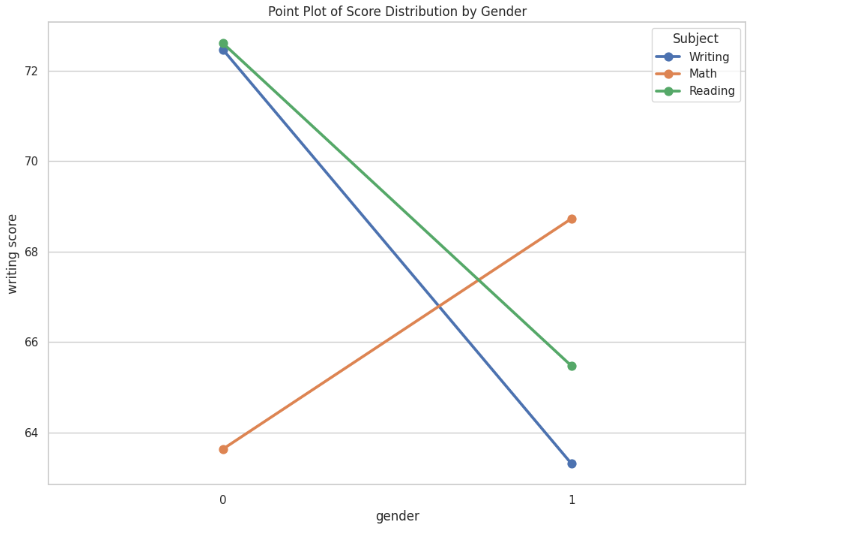 Point Plot of Score Distribution by Gender
Subject
Writing
Math
Reading
72
70
68
66
64
writing score
0
1
gender